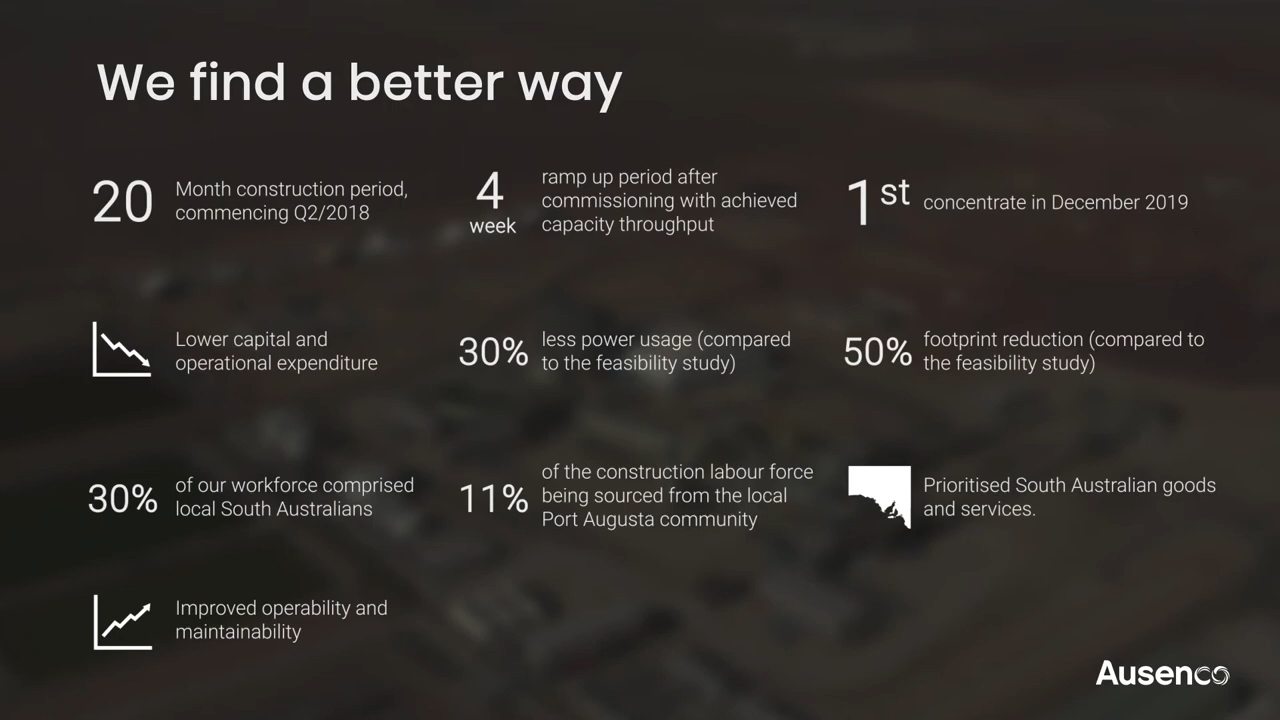 We find a better way
20
Month construction period,
commencing Q2/2018
4
week
ramp up period after
commissioning with achieved
capacity throughput
1st
concentrate in December 2019
Lower capital and
operational expenditure
30%
less power usage (compared
to the feasibility study)
50%
footprint reduction (compared to
the feasibility study)
30%
of our workforce comprised
local South Australians
11%
of the construction labour force
being sourced from the local
Port Augusta community
Prioritised South Australian goods
and services.
Improved operability and
maintainability
Ausenco